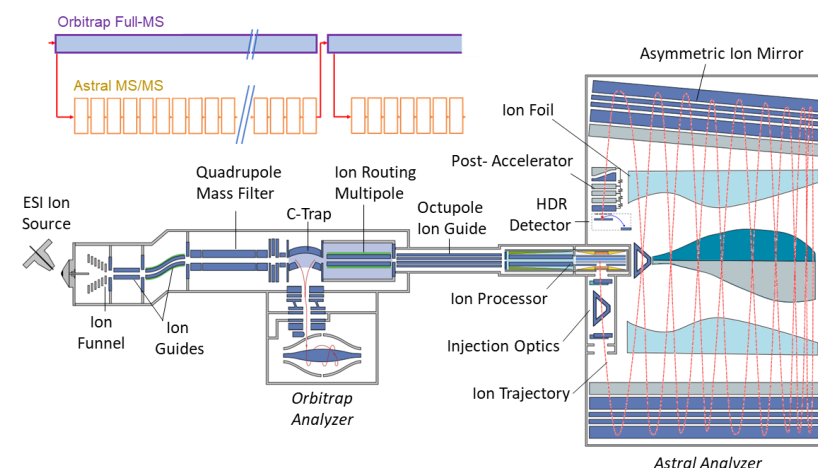 Orbitrap Full-MS
Astral MS/MS
Asymmetric Ion Mirror
Ion Foil
Post- Accelerator
HDR
Detector
Quadrupole
Mass Filter
Ion Routing
Multipole
C-Trap
Octupole
Ion Guide
ESI Ion
Source
Ion
Funnel
Ion
Guides
Ion Processor
Injection Optics
Ion Trajectory
Orbitrap
Analyzer
Astral Analyzer